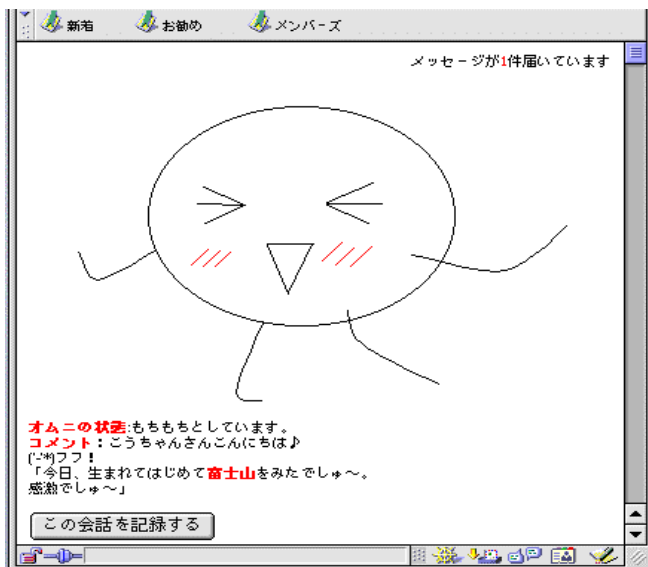 新着 お勧め メンバーズ
メッセージが1件届いています
オムニの状態:もちもちとしています。
コメント：こうちゃんさんこんにちは♪
('-'*)フフ！
「今日、生まれてはじめて富士山をみたでしゅ～。
感激でしゅ～」
この会話を記録する